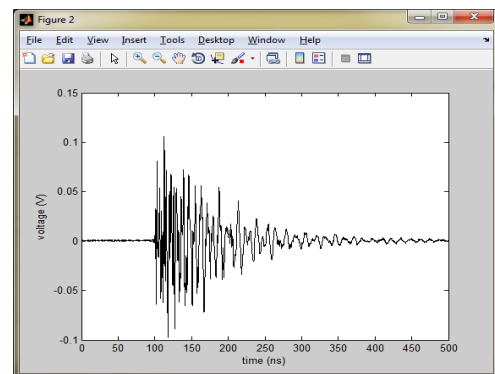 Figure 2
File Edit View Insert Tools Desktop Window Help
0.15
0.1
0.05
0
-0.05
-0.1
voltage (V)
0 50 100 150 200 250 300 350 400 450 500
time (ns)